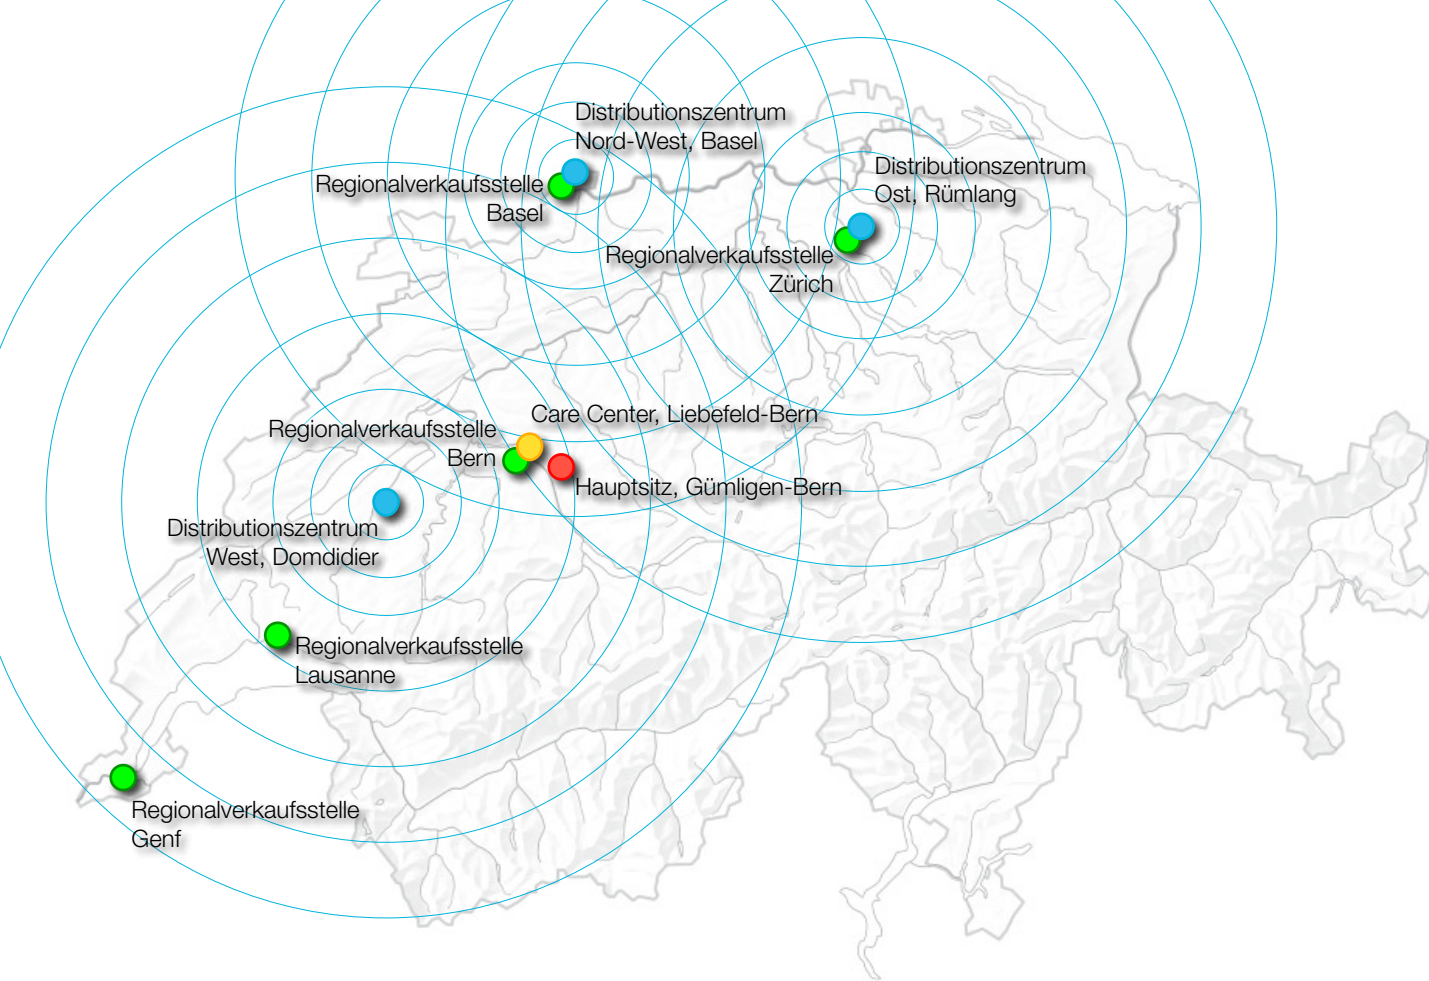 Distributionszentrum
Nord-West, Basel
Regionalverkaufsstelle
Basel
Distributionszentrum
Ost, Rümlang
Regionalverkaufsstelle
Zürich
Care Center, Liebefeld-Bern
Regionalverkaufsstelle
Bern
Hauptsitz, Gümligen-Bern
Distributionszentrum
West, Domdidier
Regionalverkaufsstelle
Lausanne
Regionalverkaufsstelle
Genf